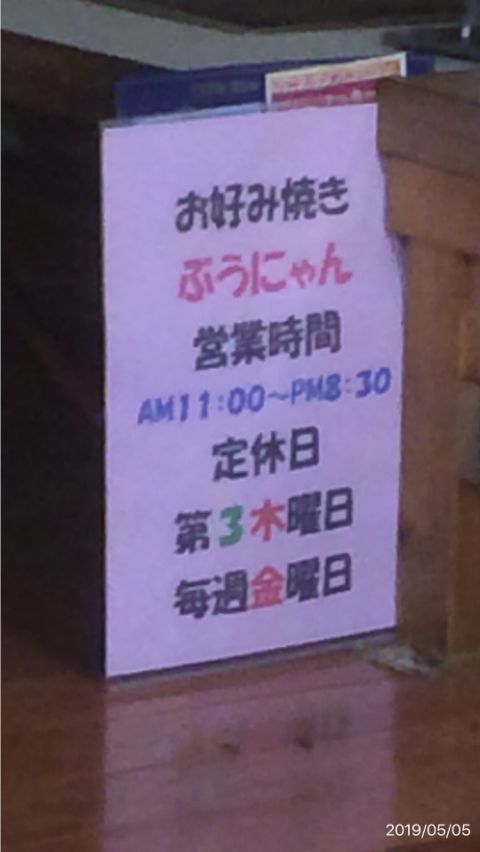 お好み焼き
ぶうにゃん
営業時間
AM11:00～PM8:30
定休日
第3木曜日
毎週金曜日
2019/05/05